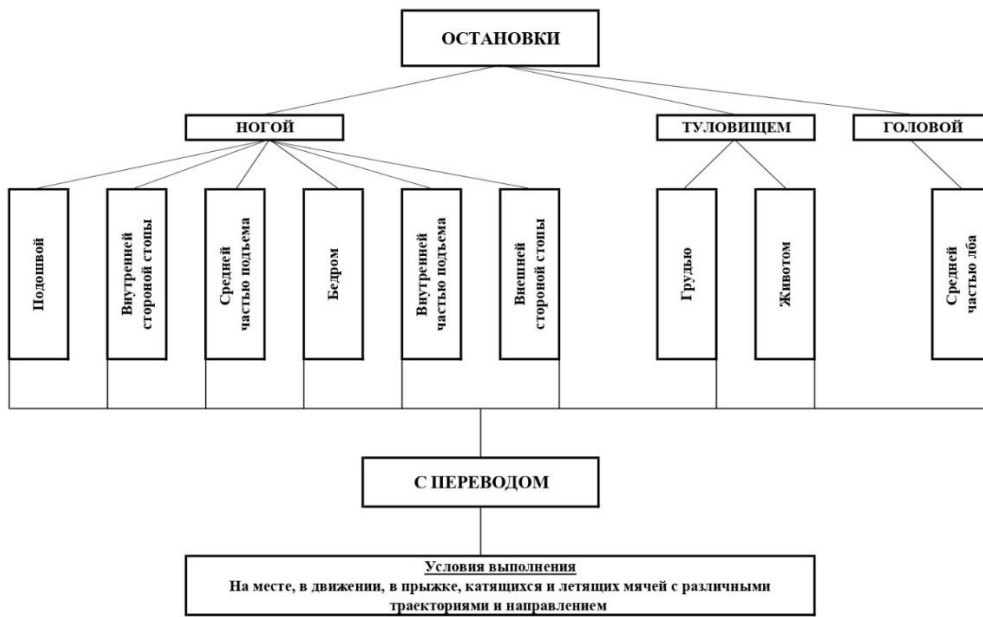 ОСТАНОВКИ
НОГОЙ
ТУЛОВИЩЕМ
ГОЛОВОЙ
Подошвой
Внутренней
стороной стопы
Средней
частью подъема
Бедром
Внутренней
частью подъема
Внешней
стороной стопы
Грудью
Животом
Средней
частью лба
С ПЕРЕВОДОМ
Условия выполнения
На месте, в движении, в прыжке, катящихся и летящих мячей с различными
траекториями и направлением